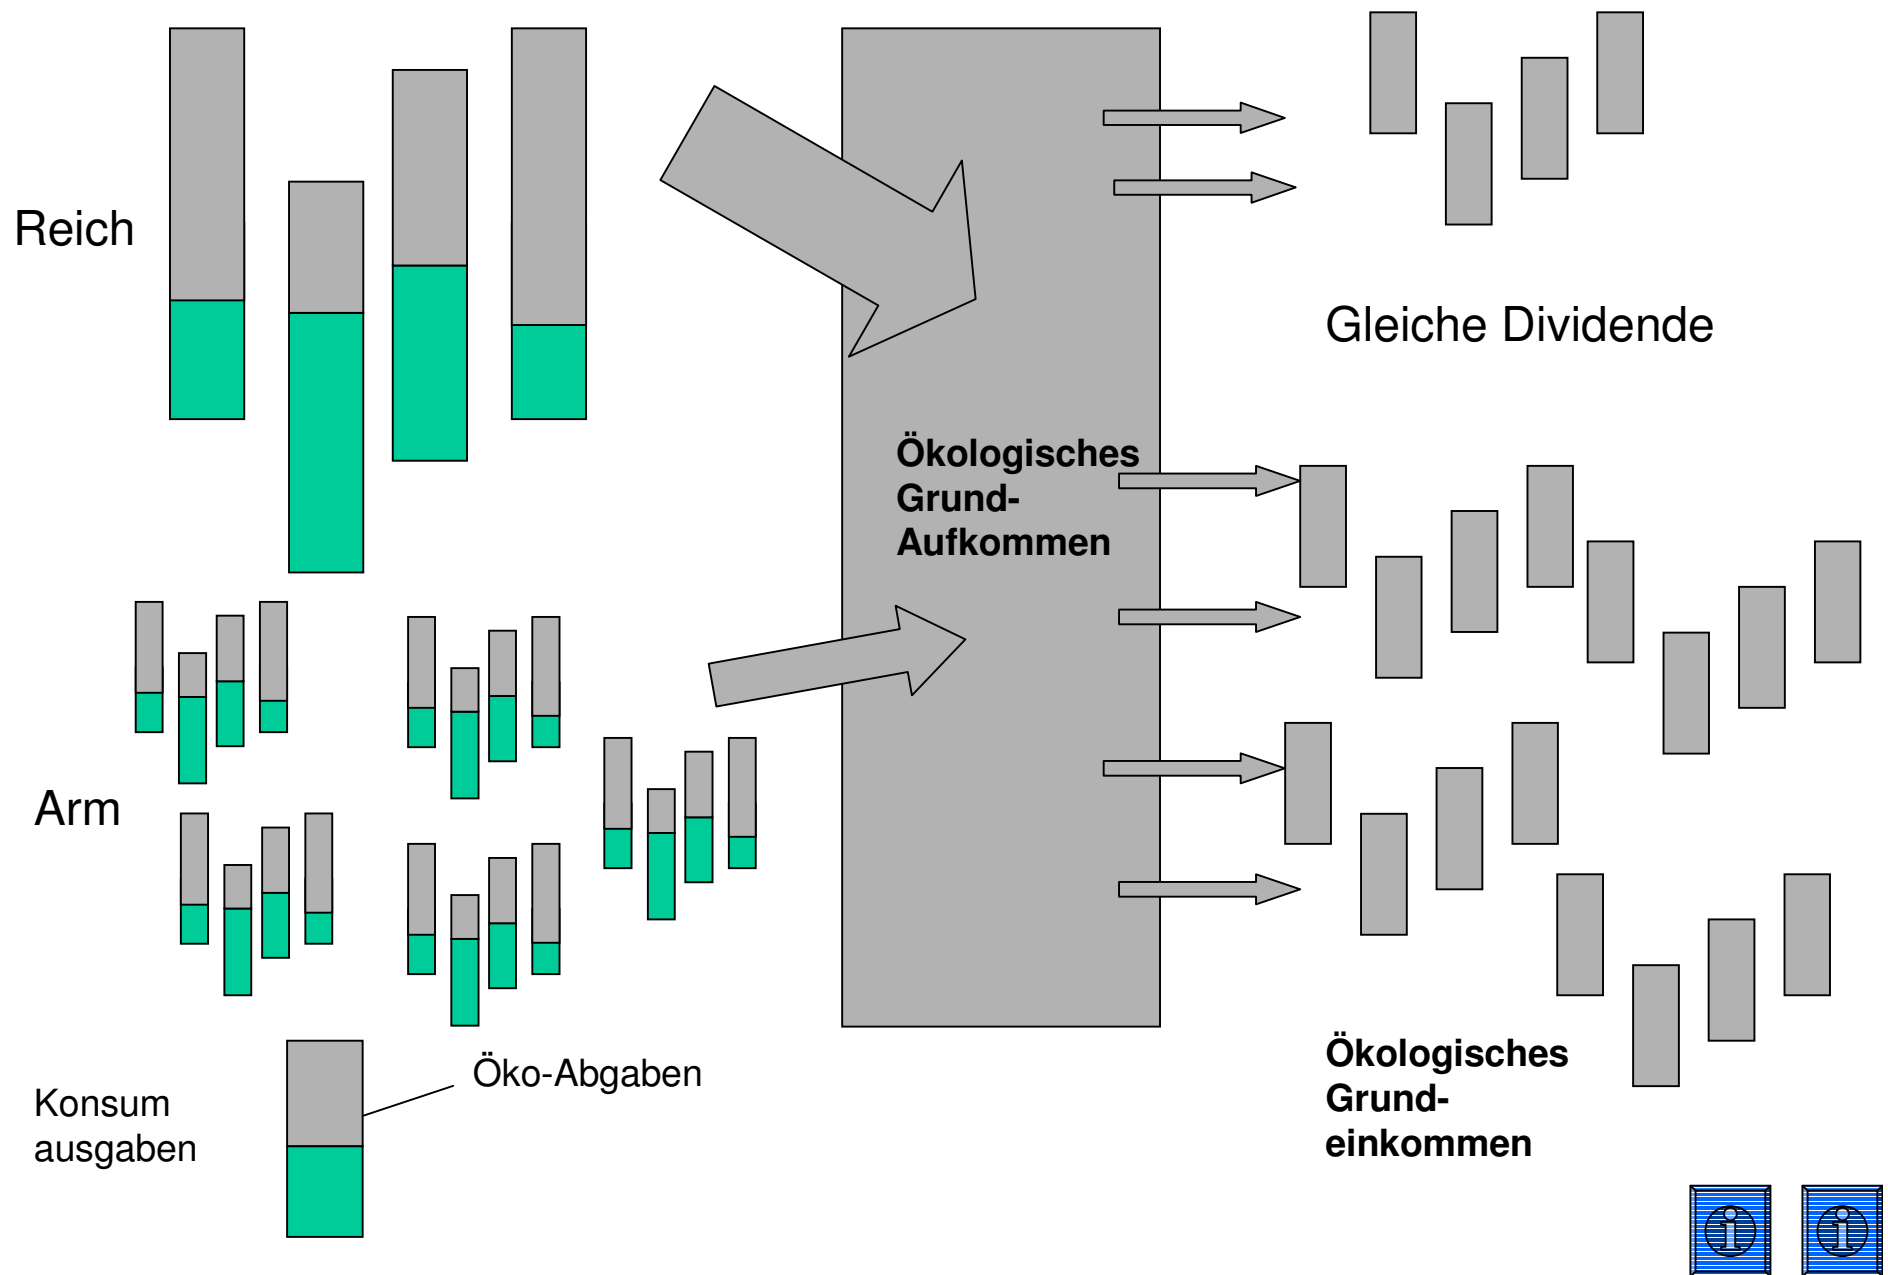 Reich
Gleiche Dividende
Ökologisches
Grund-
Aufkommen
Arm
Öko-Abgaben
Konsum
ausgaben
Ökologisches
Grund-
einkommen